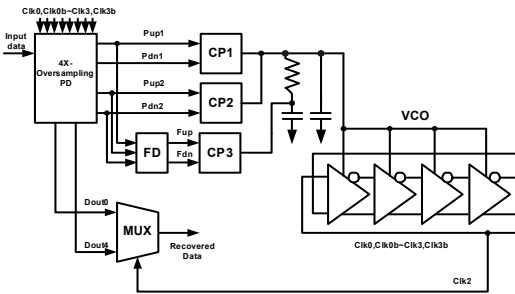 Clk0,Clk0b~Clk3,Clk3b
Input
data
4X-
Oversampling
PD
Pup1
Pdn1
CP1
Pup2
Pdn2
CP2
FD
Fup
Fdn
CP3
VCO
Dout0
Dout4
MUX
Recovered
Data
Clk0,Clk0b~Clk3,Clk3b
Clk2